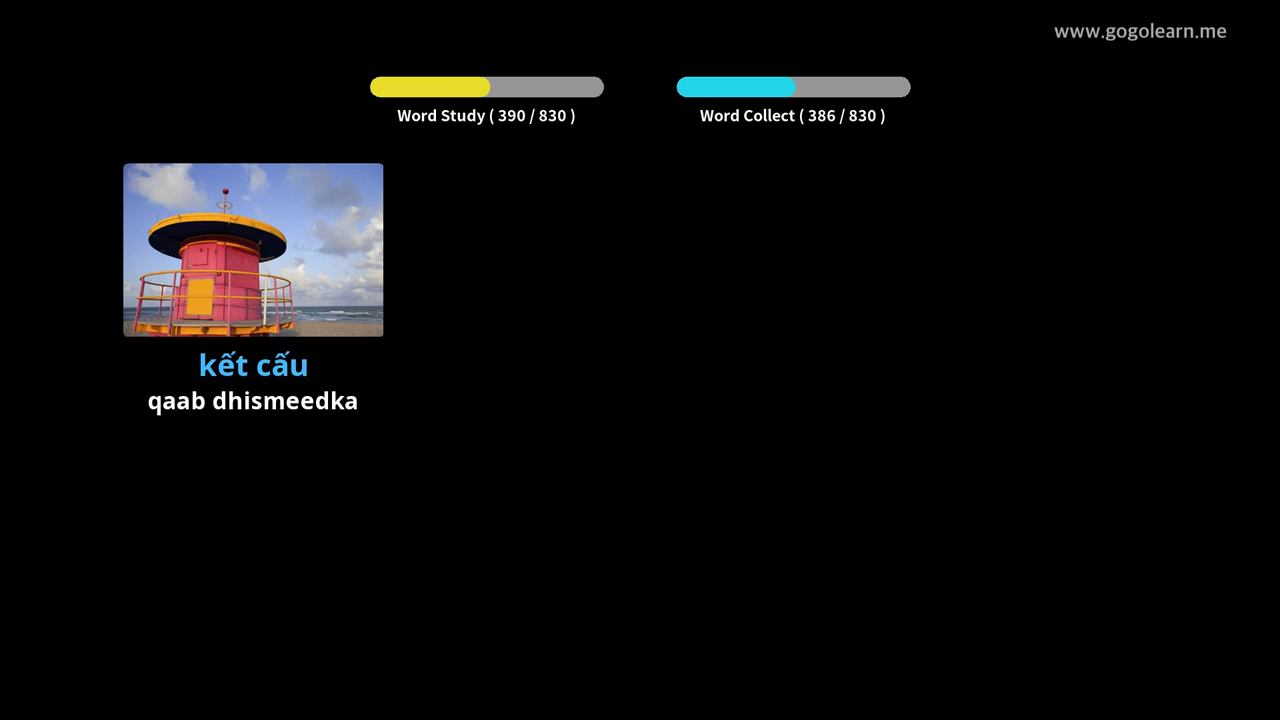 www.gogolearn.me
Word Study ( 390 / 830 )
Word Collect ( 386 / 830 )
kết cấu
qaab dhismeedka